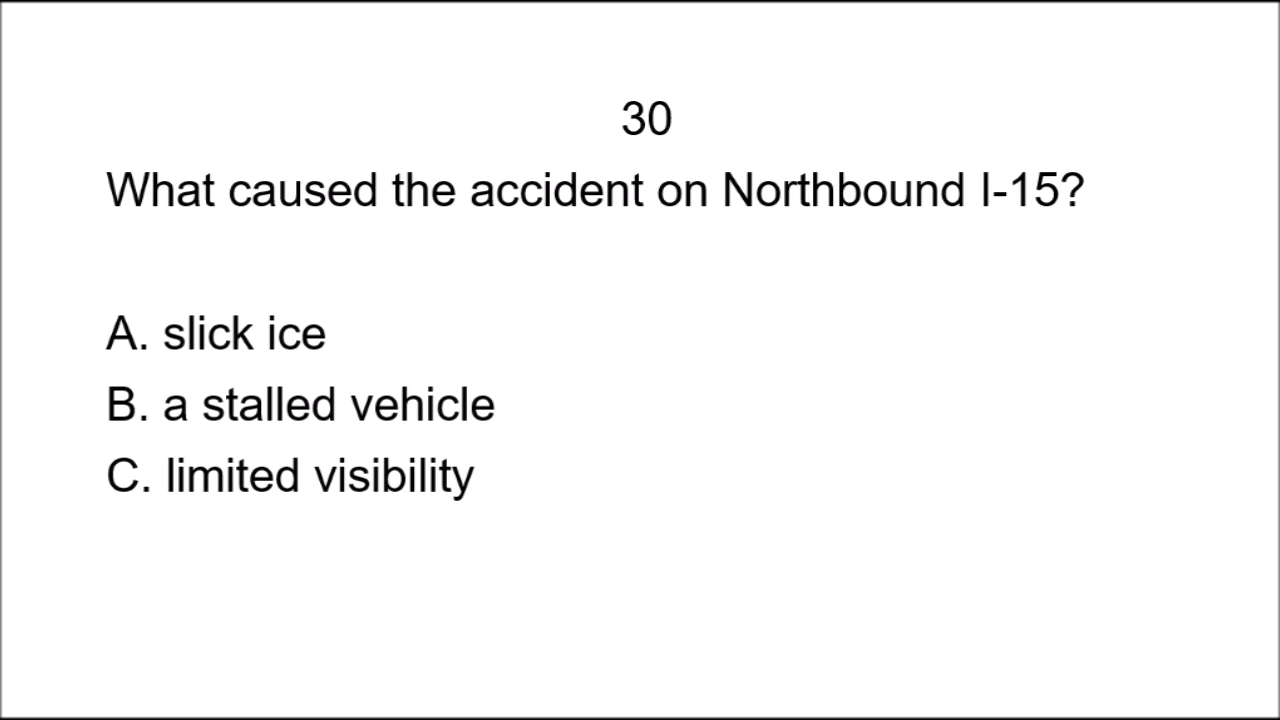 30
What caused the accident on Northbound I-15?
A. slick ice
B. a stalled vehicle
C. limited visibility